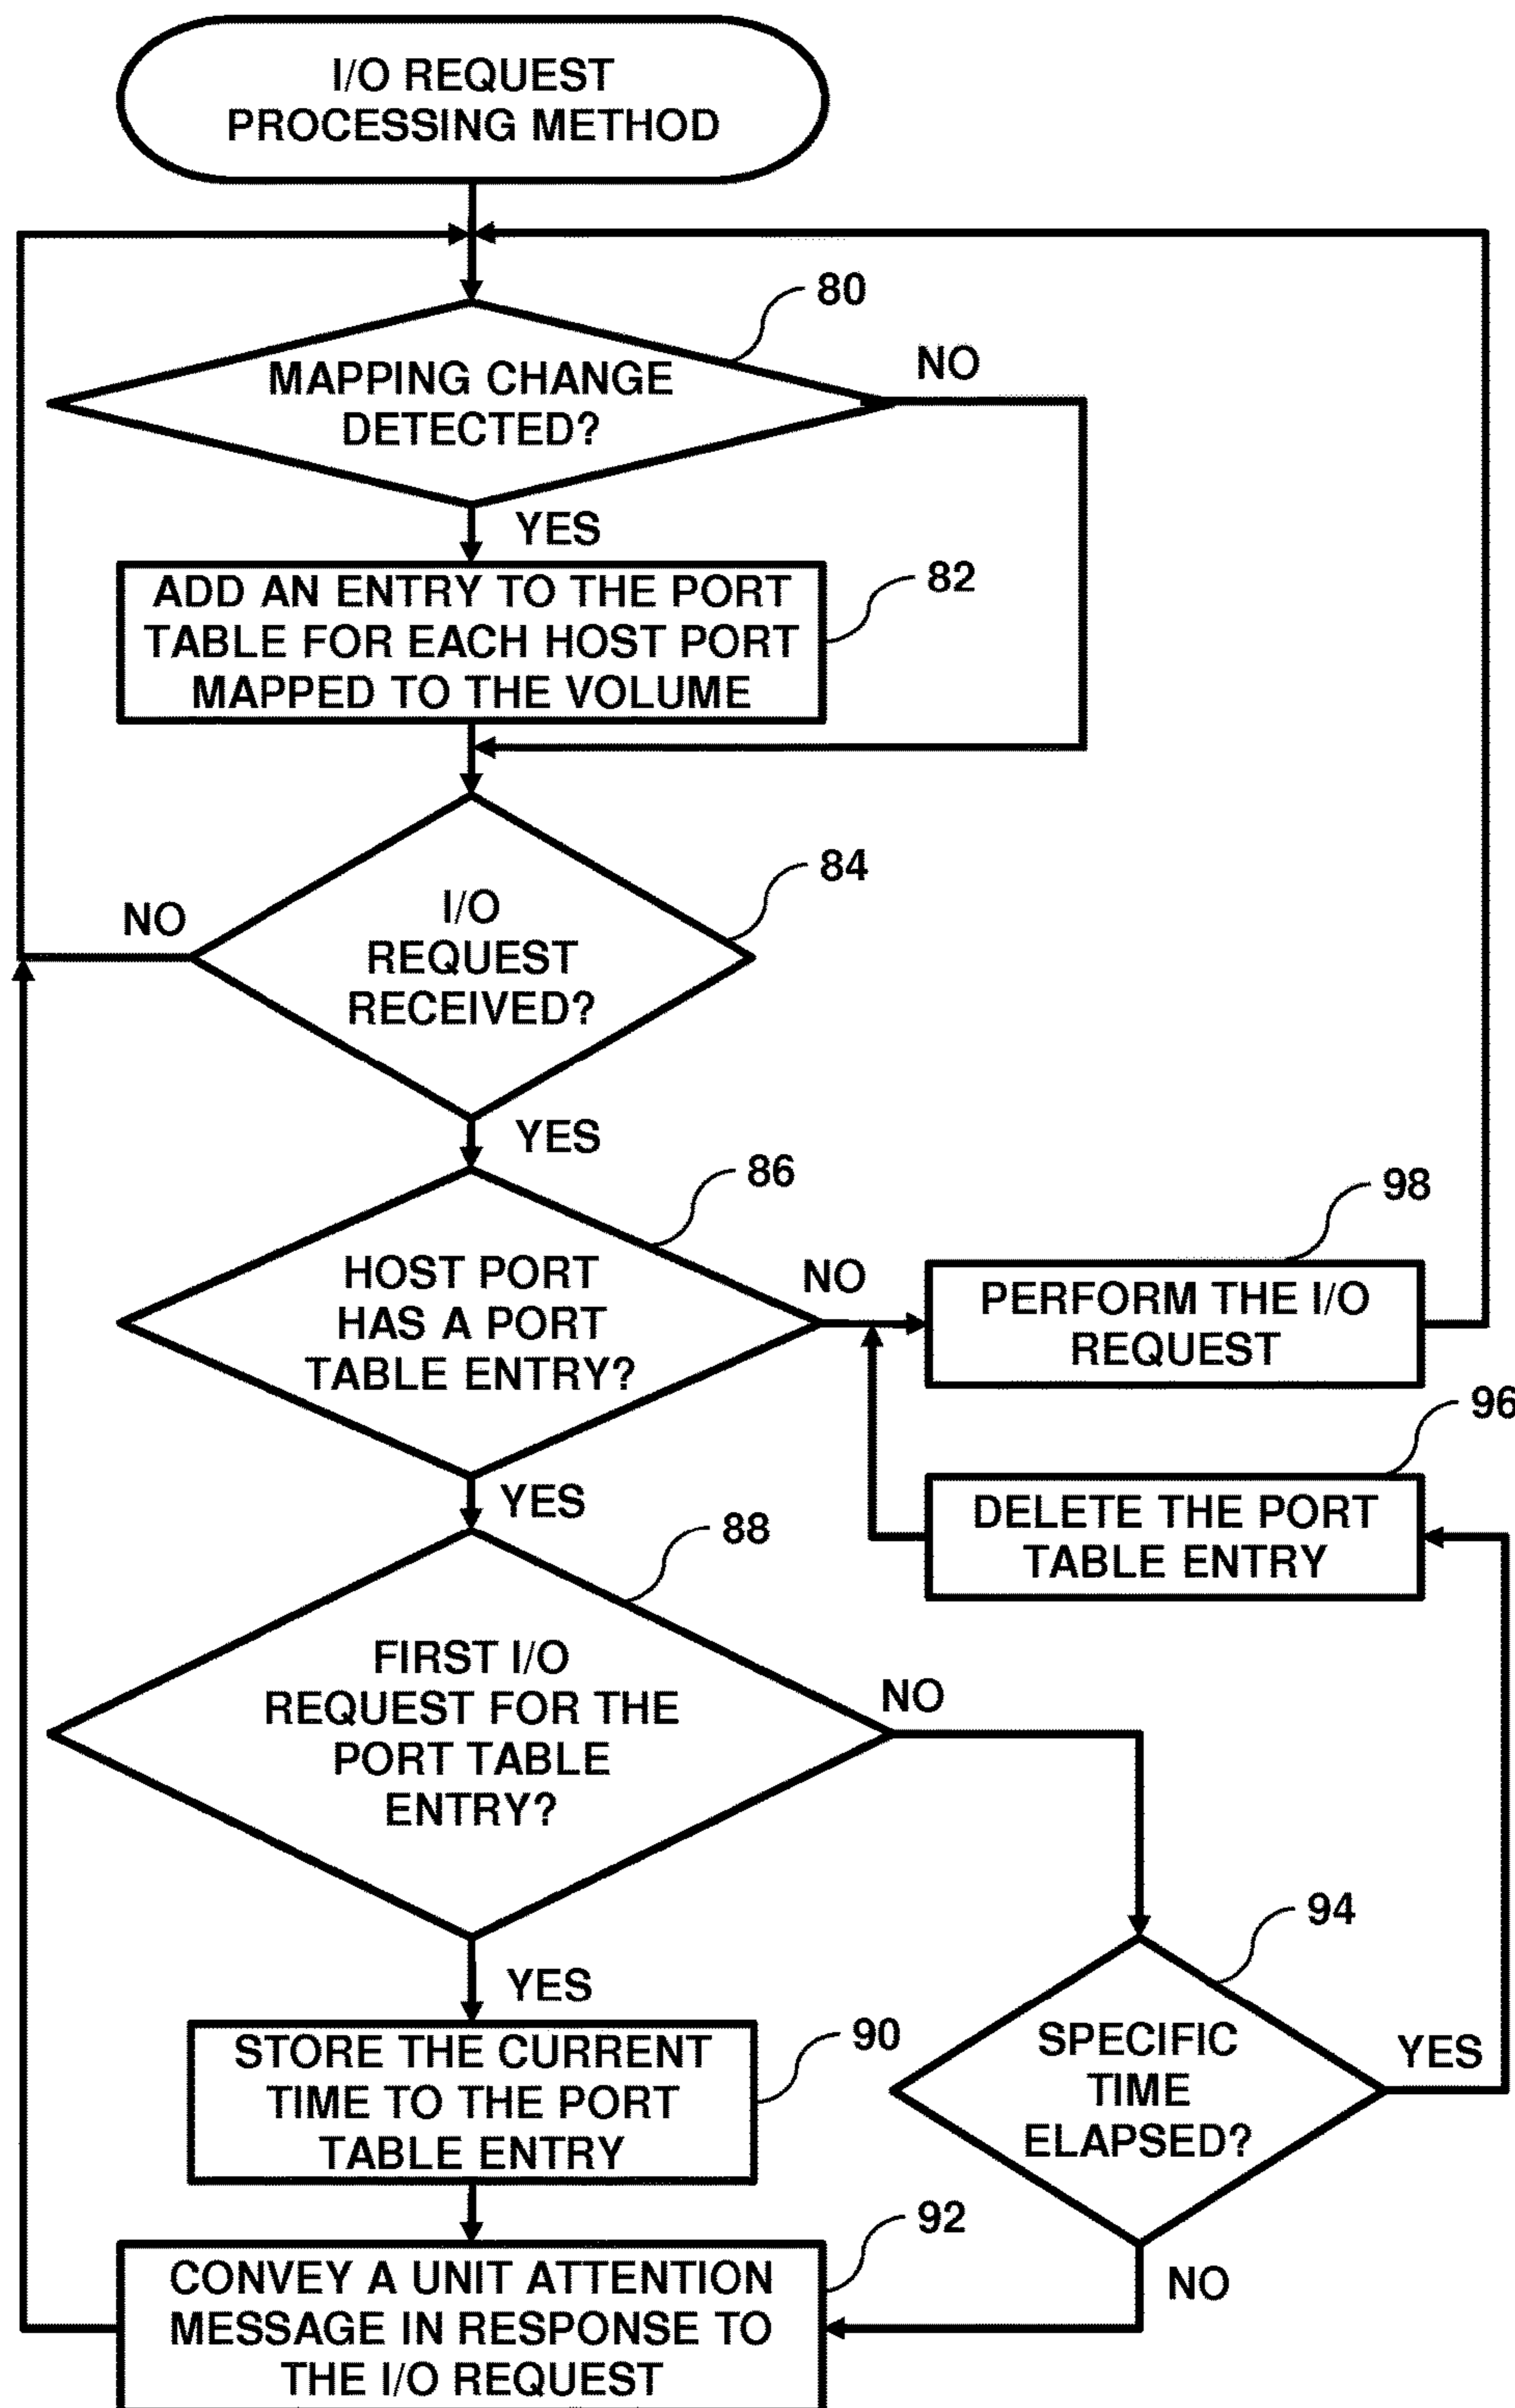 I/O REQUEST
PROCESSING METHOD
80
MAPPING CHANGE
DETECTED?
NO
YES
ADD AN ENTRY TO THE PORT
TABLE FOR EACH HOST PORT
MAPPED TO THE VOLUME
82
84
I/O
REQUEST
RECEIVED?
NO
YES
86
HOST PORT
HAS A PORT
TABLE ENTRY?
NO
98
PERFORM THE I/O
REQUEST
96
DELETE THE PORT
TABLE ENTRY
YES
88
FIRST I/O
REQUEST FOR THE
PORT TABLE
ENTRY?
NO
94
SPECIFIC
TIME
ELAPSED?
YES
NO
YES
90
STORE THE CURRENT
TIME TO THE PORT
TABLE ENTRY
92
CONVEY A UNIT ATTENTION
MESSAGE IN RESPONSE TO
THE I/O REQUEST